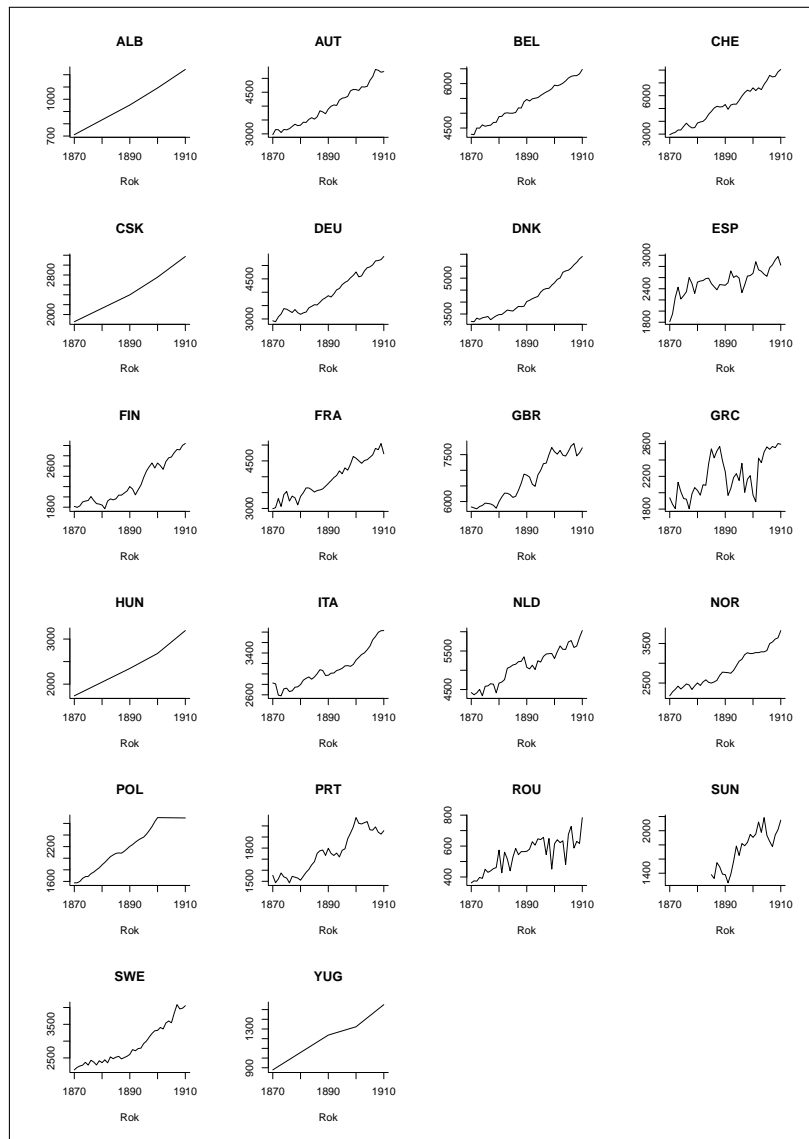 ALB AUT BEL CHE
700 1000 3000 4500 4500 6000 3000 6000
1870 1890 1910 1870 1890 1910 1870 1890 1910 1870 1890 1910
Rok Rok Rok Rok
CSK DEU DNK ESP
2000 2400 2800 3000 4500 3500 5000 1800 2400 3000
1870 1890 1910 1870 1890 1910 1870 1890 1910 1870 1890 1910
Rok Rok Rok Rok
FIN FRA GBR GRC
1800 2600 3000 4500 6000 7500 1800 2200 2600
1870 1890 1910 1870 1890 1910 1870 1890 1910 1870 1890 1910
Rok Rok Rok Rok
HUN ITA NLD NOR
2000 3000 2600 3400 4500 5500 2500 3500
1870 1890 1910 1870 1890 1910 1870 1890 1910 1870 1890 1910
Rok Rok Rok Rok
POL PRT ROU SUN
1600 2200 1500 1800 400 600 800 1400 2000
1870 1890 1910 1870 1890 1910 1870 1890 1910 1870 1890 1910
Rok Rok Rok Rok
SWE YUG
2500 3500 900 1300
1870 1890 1910 1870 1890 1910
Rok Rok